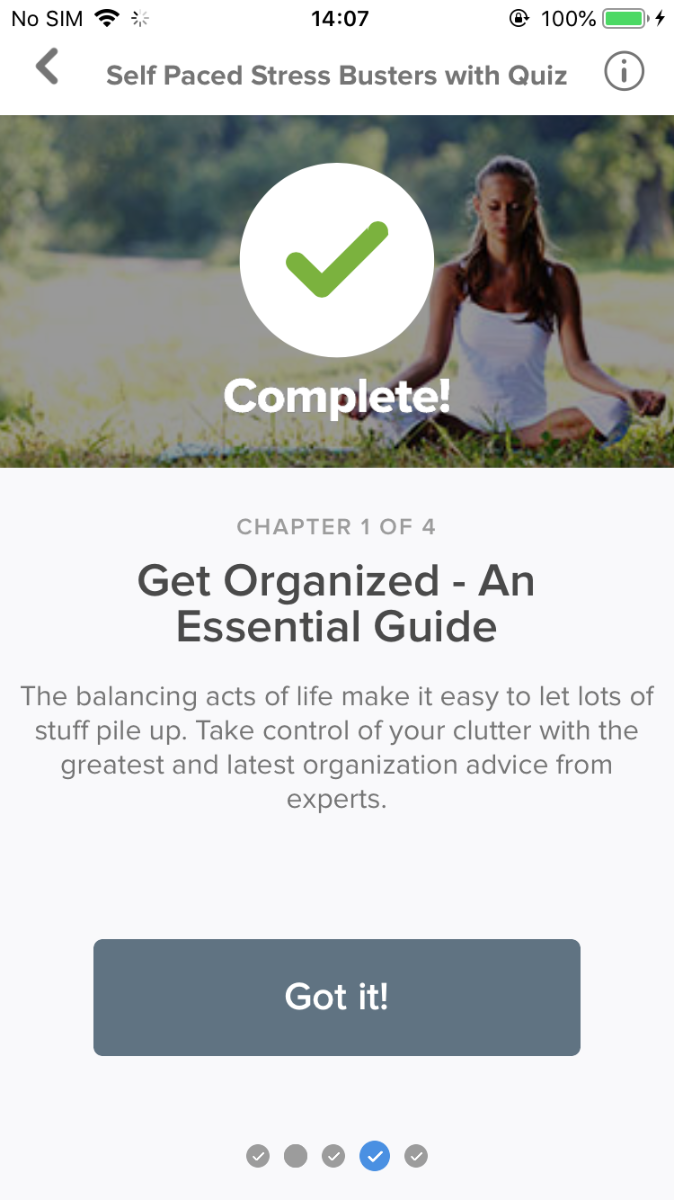 No SIM 14:07 100%
Self Paced Stress Busters with Quiz
Complete!
CHAPTER 1 OF 4
Get Organized - An
Essential Guide
The balancing acts of life make it easy to let lots of
stuff pile up. Take control of your clutter with the
greatest and latest organization advice from
experts.
Got it!